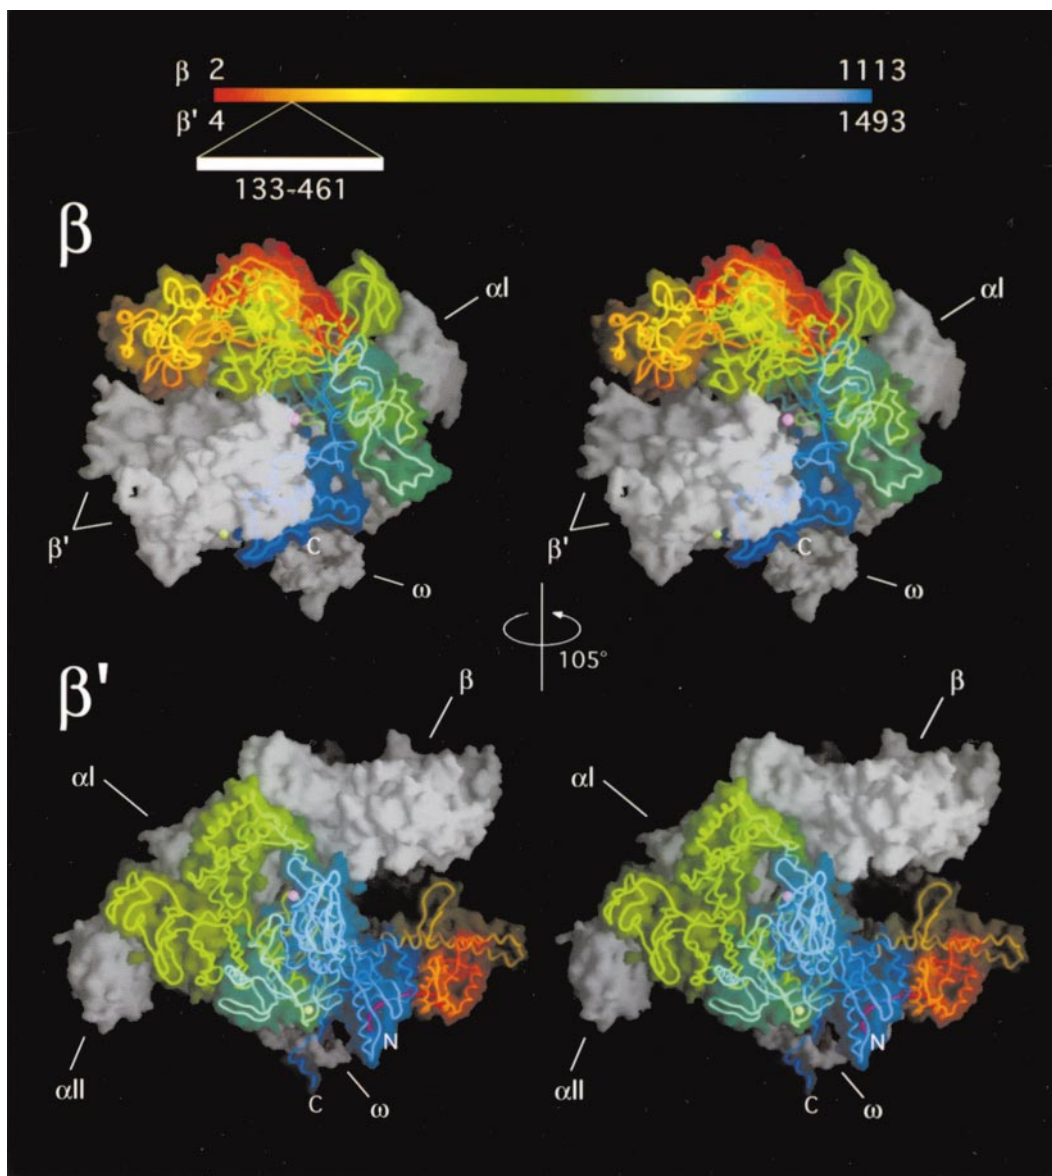 β 2 1113
β' 4 1493
133-461
β
αI αI
β' β'
C C
ω ω
105°
β'
β β
αI αI
N N
αII αII
C ω C ω